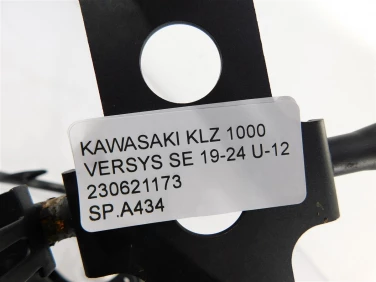 KAWASAKI KLZ 1000
VERSYS SE 19-24 U-12
230621173
SP.A434